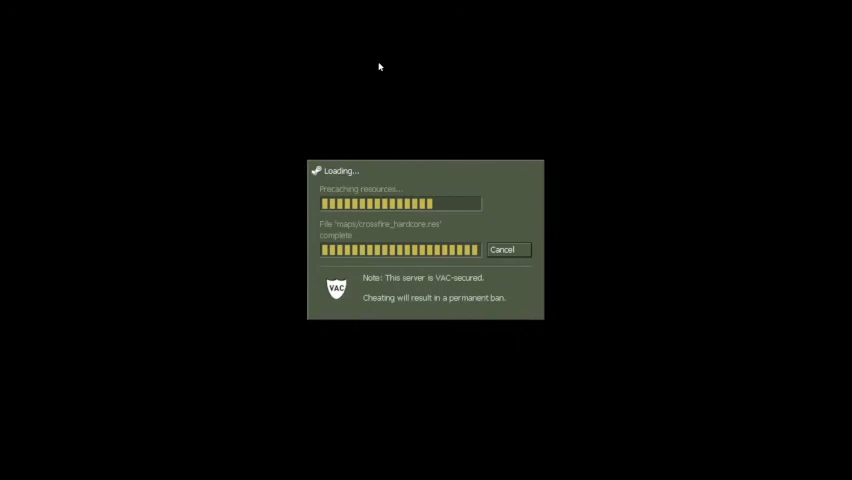 Loading...
Precaching resources...
File 'maps/crossfire_hardcore.res'
complete
Cancel
Note: This server is VAC-secured.
VAC
Cheating will result in a permanent ban.